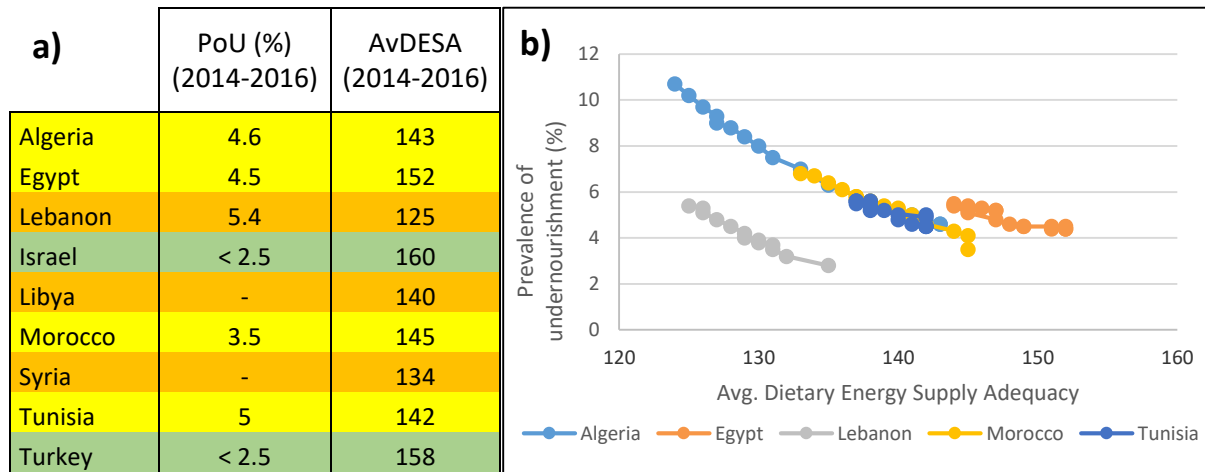 a)
PoU (%) AvDESA
(2014-2016) (2014-2016)
Algeria 4.6 143
Egypt 4.5 152
Lebanon 5.4 125
Israel < 2.5 160
Libya - 140
Morocco 3.5 145
Syria - 134
Tunisia 5 142
Turkey < 2.5 158
b)
Prevalence of
undernourishment (%)
12
10
8
6
4
2
0
120 130 140 150 160
Avg. Dietary Energy Supply Adequacy
Algeria Egypt Lebanon Morocco Tunisia